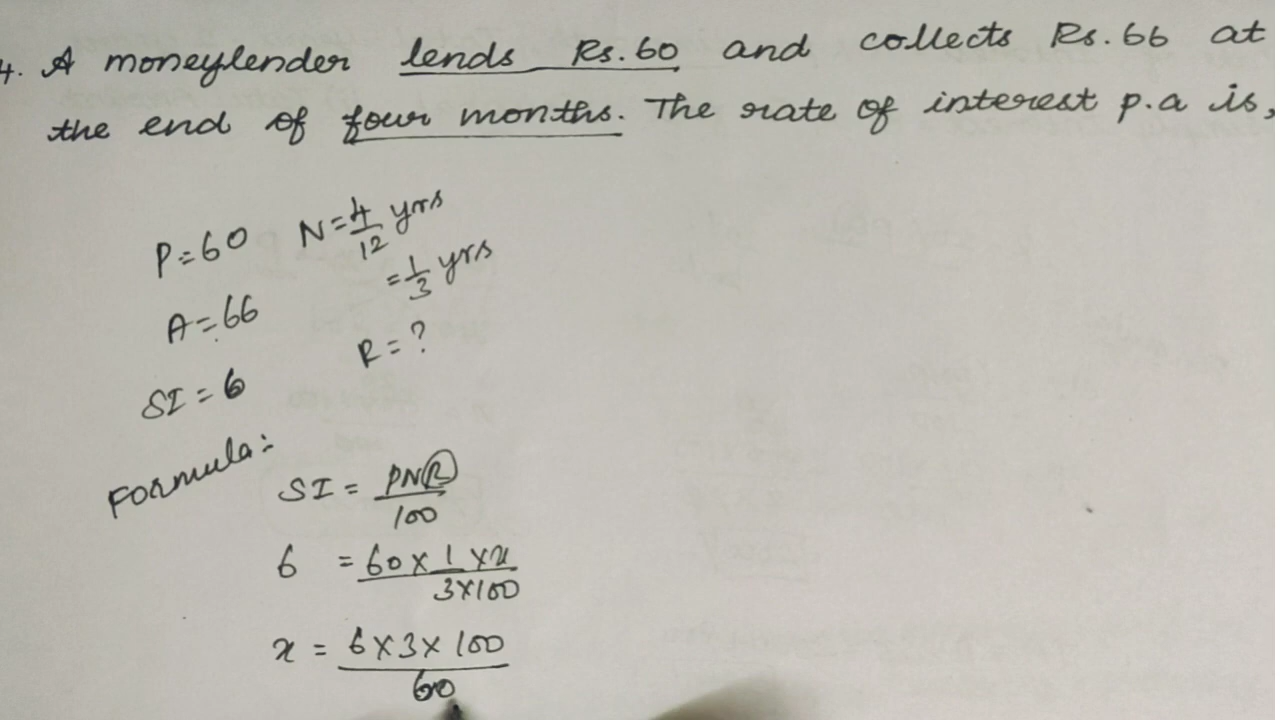 4. A moneylender lends Rs.60 and collects Rs.66 at
the end of four months. The rate of interest p.a is,
P=60 N=4/12 yrs
=1/3 yrs
A=66
R=?
SI=6
Formula:
SI = PNR/100
6 = 60×1×x/3×100
x = 6×3×100/60